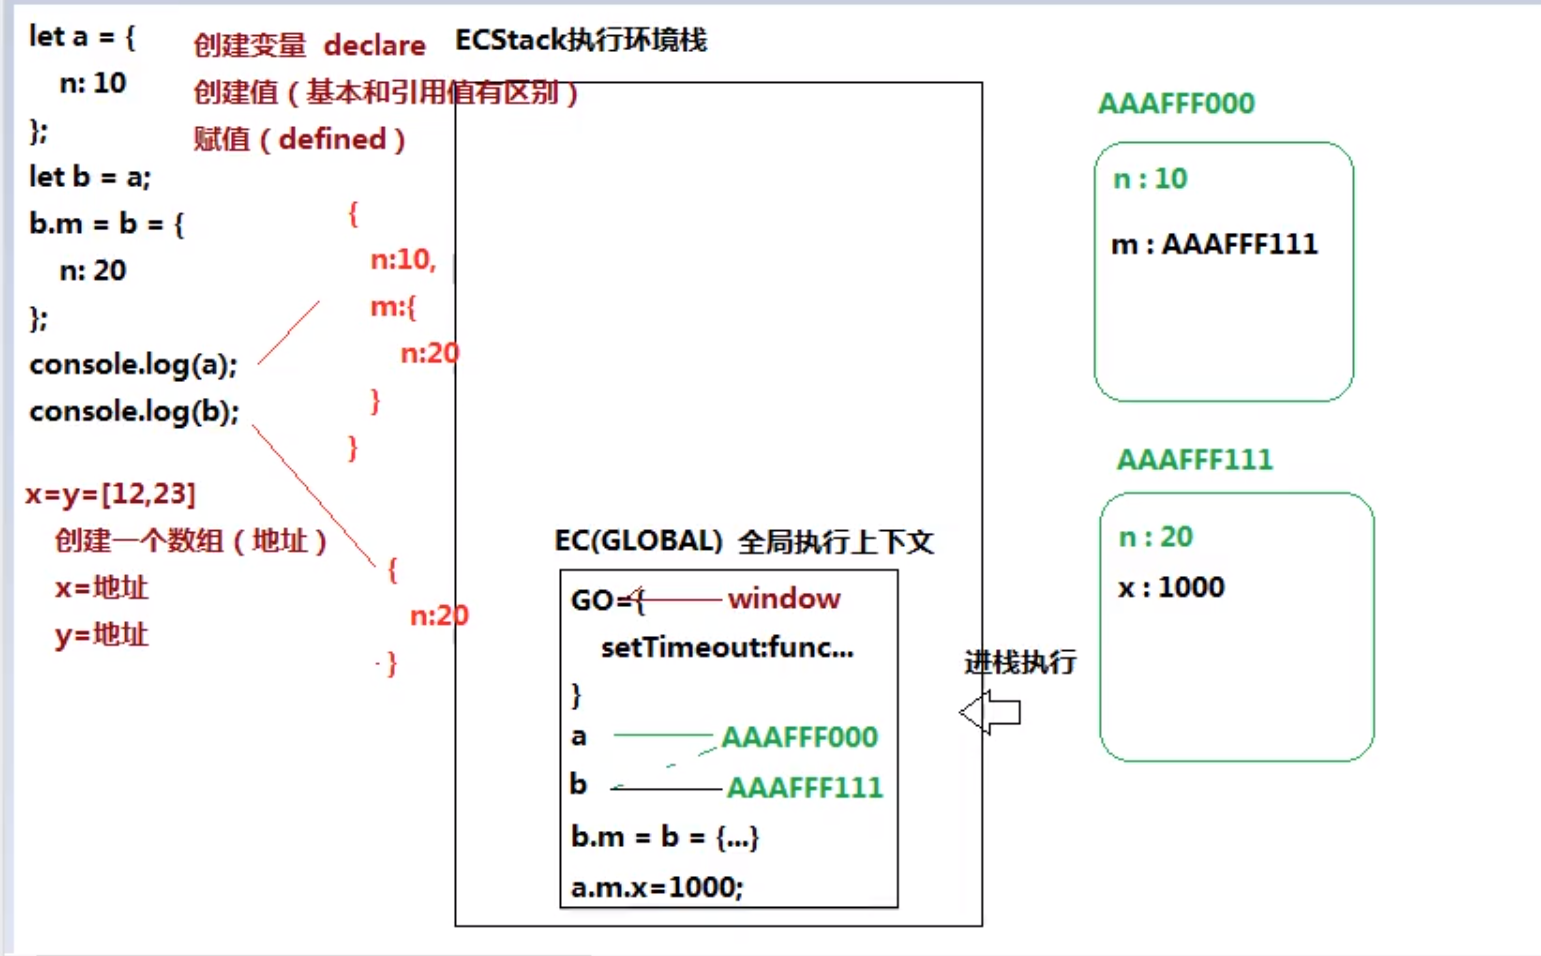 let a = {
n: 10
};
let b = a;
b.m = b = {
n: 20
};
console.log(a);
console.log(b);
创建变量 declare
创建值（基本和引用值有区别）
赋值（defined）
{
n:10,
m:{
n:20
}
}
x=y=[12,23]
创建一个数组（地址）
x=地址
y=地址
{
n:20
}
ECStack执行环境栈
EC(GLOBAL) 全局执行上下文
GO={ window
setTimeout:func...
}
a AAAFFF000
b AAAFFF111
b.m = b = {...}
a.m.x=1000;
进栈执行
AAAFFF000
n : 10
m : AAAFFF111
AAAFFF111
n : 20
x : 1000